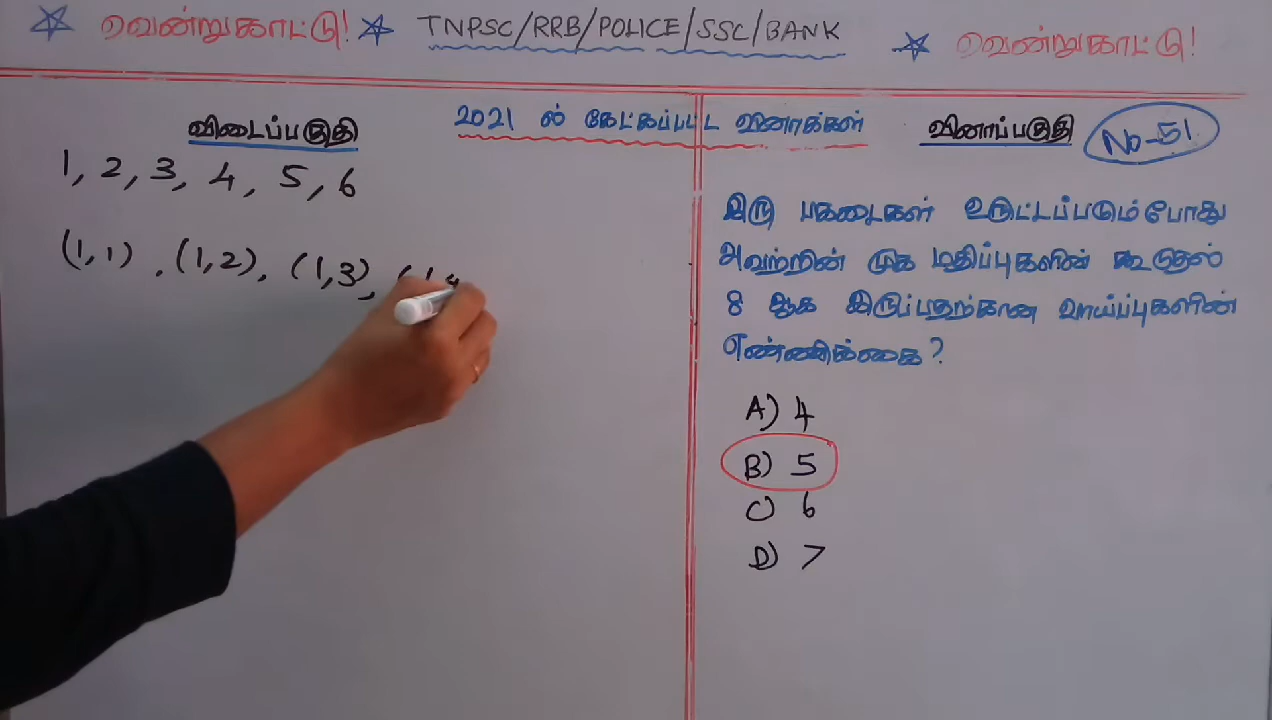 வென்றுகாட்டு! TNPSC/RRB/POLICE/SSC/BANK வென்றுகாட்டு!
2021 ல் கேட்கப்பட்ட வினாக்கள்
விடைப்பகுதி
1, 2, 3, 4, 5, 6
(1,1), (1,2), (1,3), (1,4
வினாப்பகுதி No-51
இரு பகடைகள் உருட்டப்படும்போது
அவற்றின் முக மதிப்புகளின் கூடுதல்
8 ஆக இருப்பதற்கான வாய்ப்புகளின்
எண்ணிக்கை?
A) 4
B) 5
C) 6
D) 7